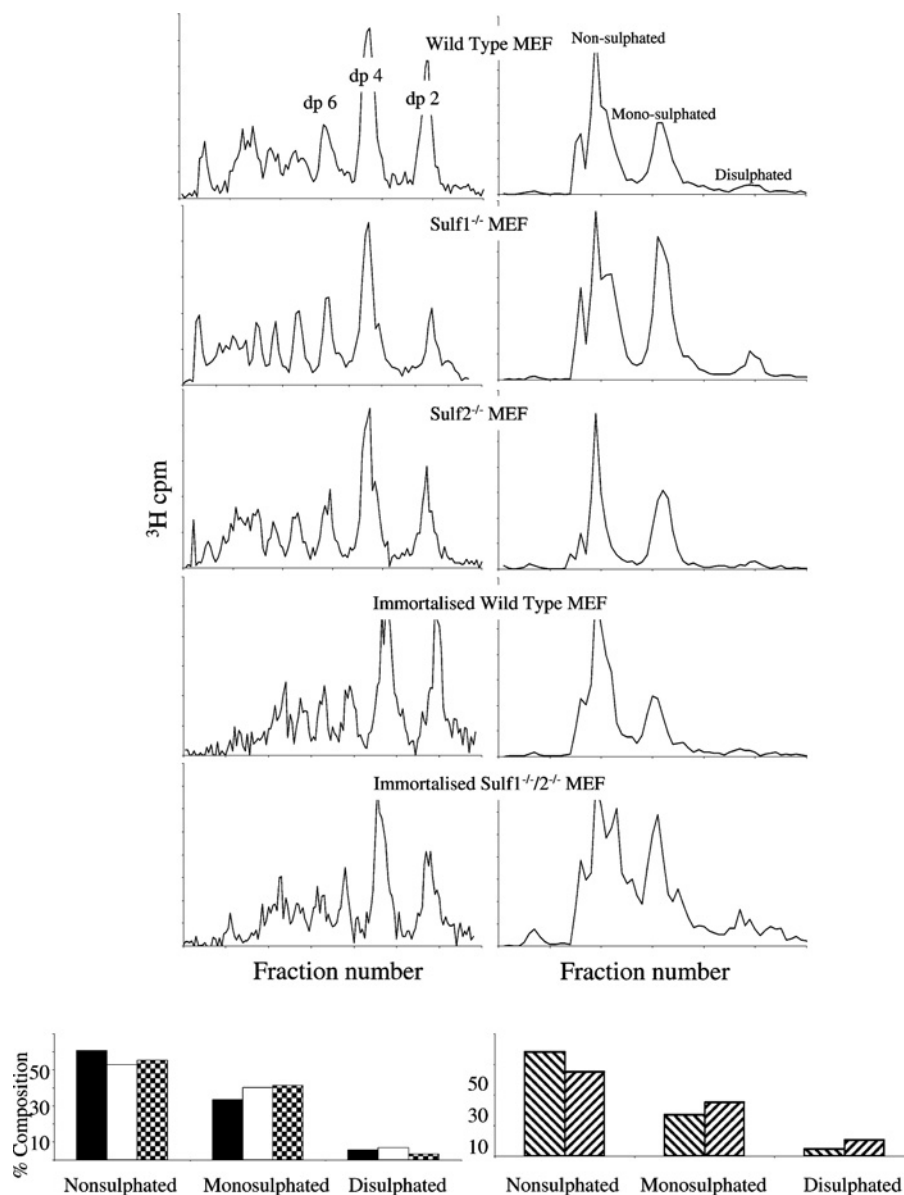 Wild Type MEF
dp 6
dp 4
dp 2
Non-sulphated
Mono-sulphated
Disulphated
Sulf1-/- MEF
Sulf2-/- MEF
Immortalised Wild Type MEF
Immortalised Sulf1-/-/2-/- MEF
3H cpm
Fraction number
Fraction number
% Composition
50
30
10
Nonsulphated
Monosulphated
Disulphated
50
30
10
Nonsulphated
Monosulphated
Disulphated